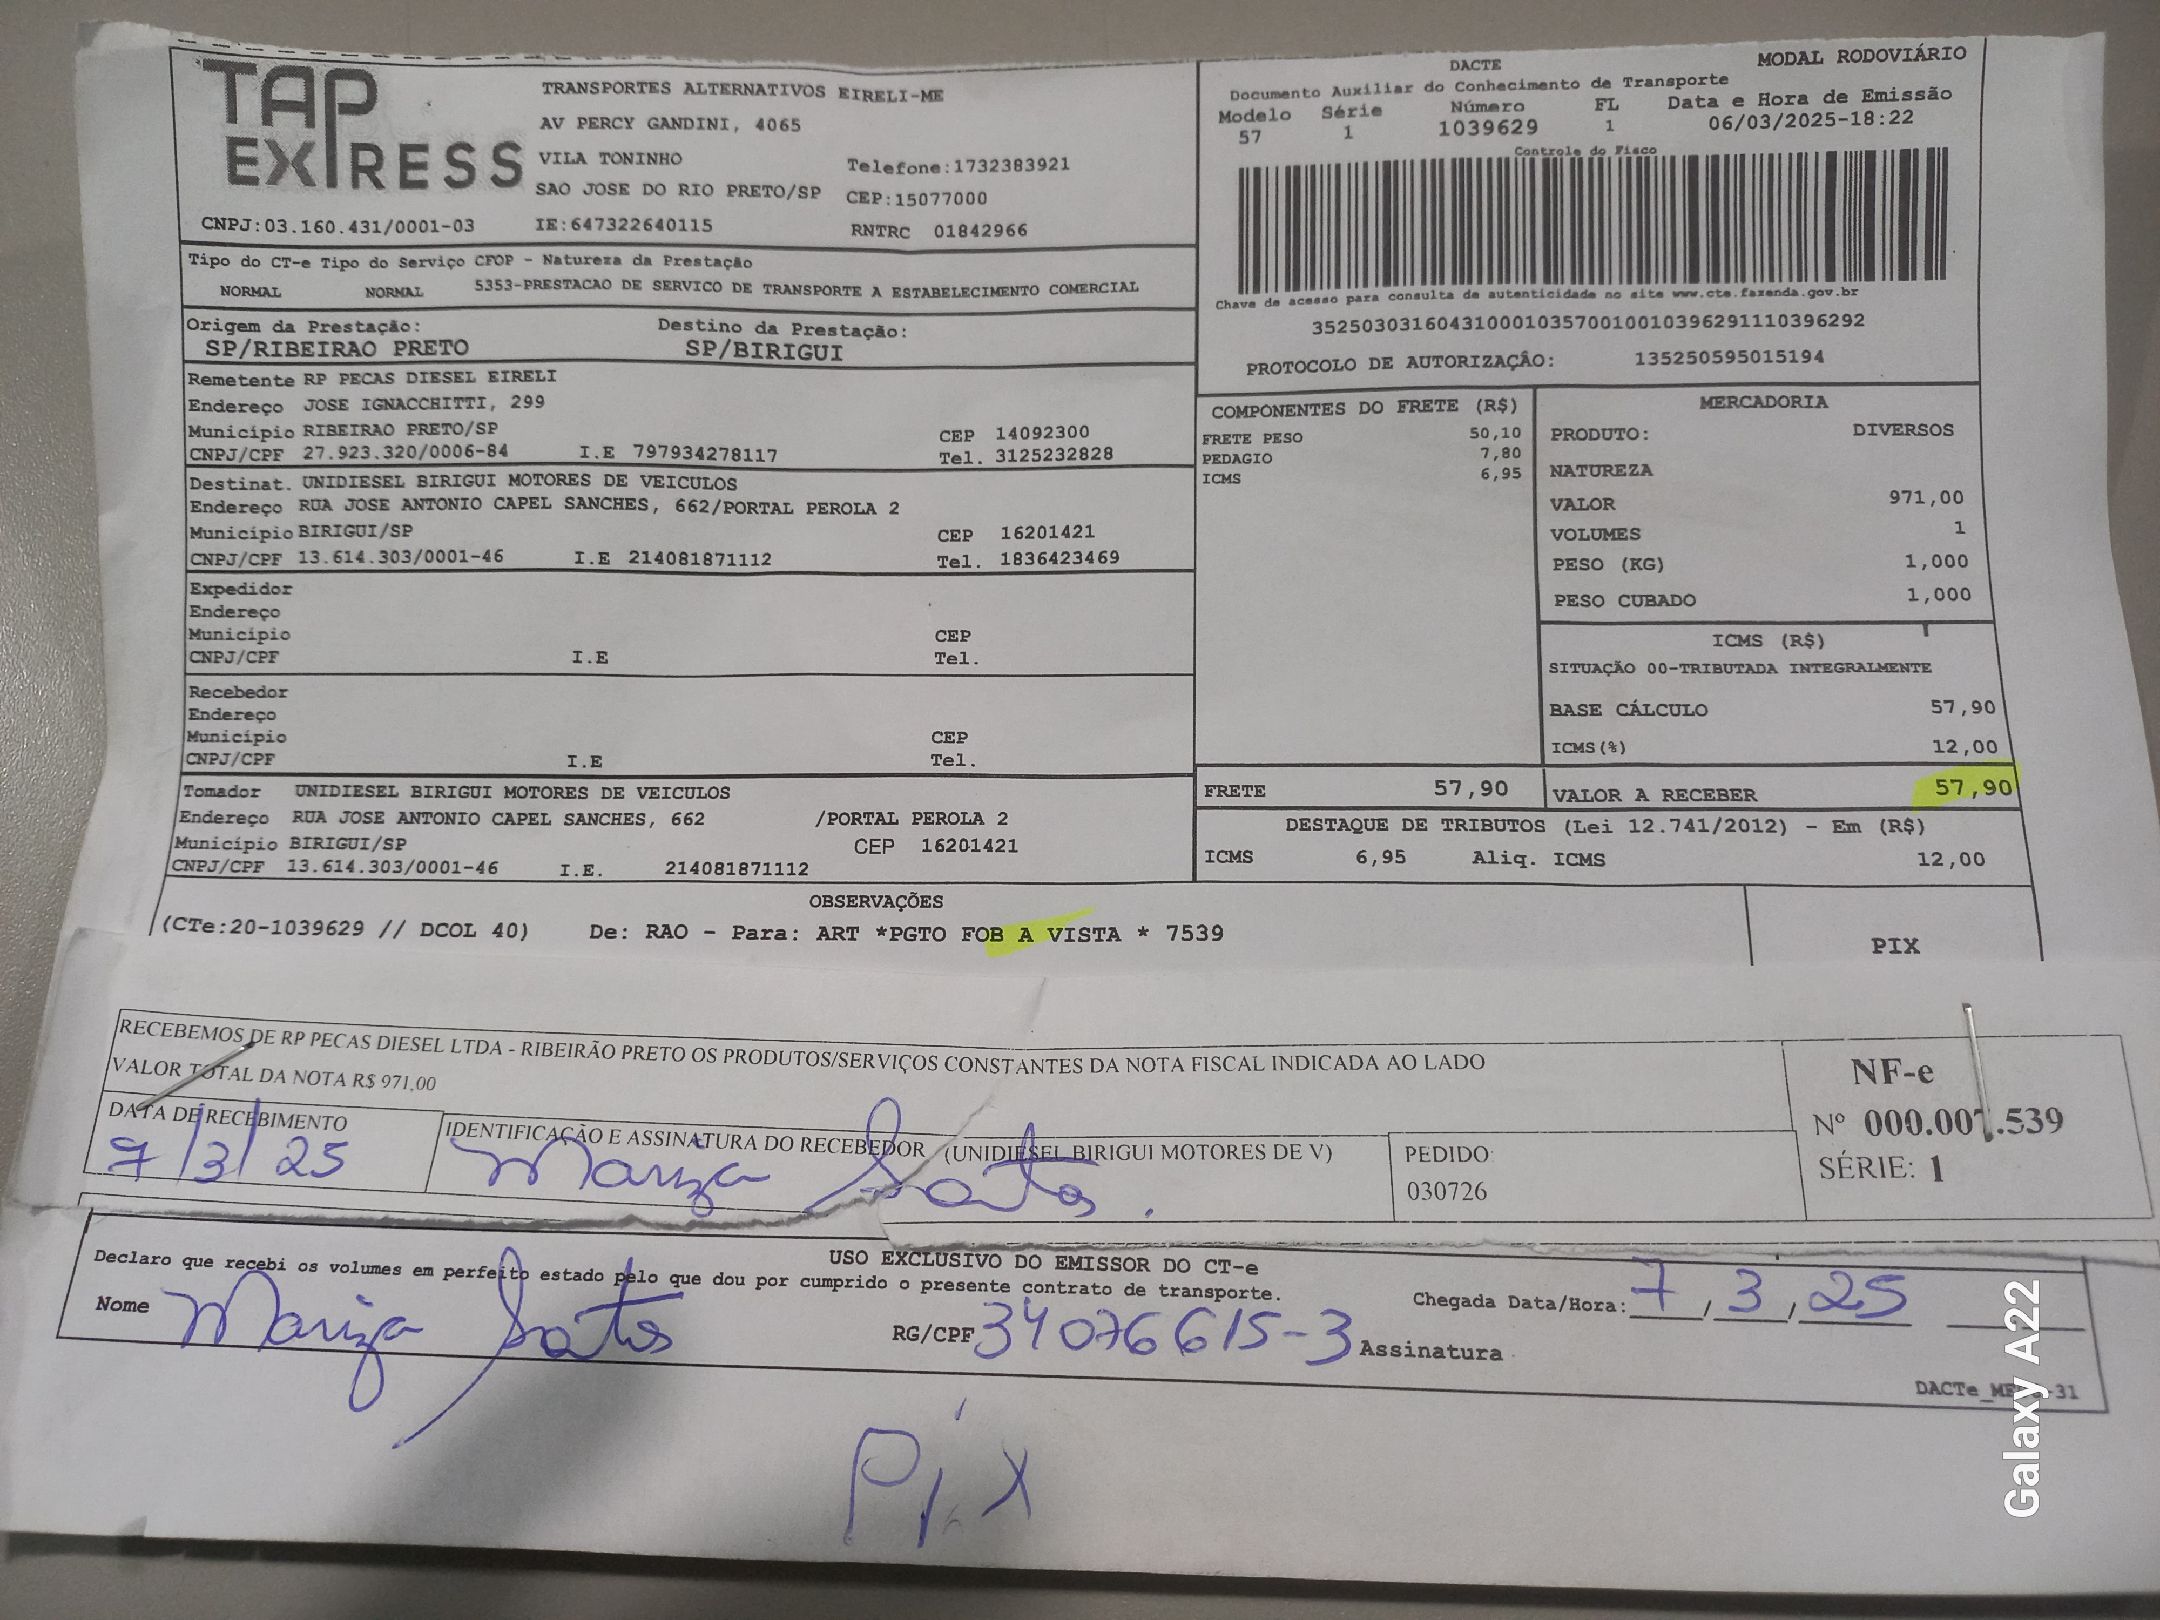 TAP EXPRESS
TRANSPORTES ALTERNATIVOS EIRELI-ME
AV PERCY GANDINI, 4065
VILA TONINHO Telefone:1732383921
SAO JOSE DO RIO PRETO/SP CEP:15077000
CNPJ:03.160.431/0001-03 IE:647322640115 RNTRC 01842966
DACTE MODAL RODOVIÁRIO
Documento Auxiliar do Conhecimento de Transporte
Modelo Série Número FL Data e Hora de Emissão
57 1 1039629 1 06/03/2025-18:22
Controle do Fisco
Chave de acesso para consulta de autenticidade no site www.cte.fazenda.gov.br
35250303160431000103570010010396291110396292
PROTOCOLO DE AUTORIZAÇÂO: 135250595015194
Tipo do CT-e Tipo do Serviço CFOP - Natureza da Prestação
NORMAL NORMAL 5353-PRESTACAO DE SERVICO DE TRANSPORTE A ESTABELECIMENTO COMERCIAL
Origem da Prestação: Destino da Prestação:
SP/RIBEIRAO PRETO SP/BIRIGUI
Remetente RP PECAS DIESEL EIRELI
Endereço JOSE IGNACCHITTI, 299
Município RIBEIRAO PRETO/SP CEP 14092300
CNPJ/CPF 27.923.320/0006-84 I.E 797934278117 Tel. 3125232828
Destinat. UNIDIESEL BIRIGUI MOTORES DE VEICULOS
Endereço RUA JOSE ANTONIO CAPEL SANCHES, 662/PORTAL PEROLA 2
Município BIRIGUI/SP CEP 16201421
CNPJ/CPF 13.614.303/0001-46 I.E 214081871112 Tel. 1836423469
Expedidor
Endereço
Município CEP
CNPJ/CPF I.E Tel.
Recebedor
Endereço
Município CEP
CNPJ/CPF I.E Tel.
Tomador UNIDIESEL BIRIGUI MOTORES DE VEICULOS
Endereço RUA JOSE ANTONIO CAPEL SANCHES, 662 /PORTAL PEROLA 2
Município BIRIGUI/SP CEP 16201421
CNPJ/CPF 13.614.303/0001-46 I.E. 214081871112
COMPONENTES DO FRETE (R$)
FRETE PESO 50,10
PEDAGIO 7,80
ICMS 6,95
MERCADORIA
PRODUTO: DIVERSOS
NATUREZA
VALOR 971,00
VOLUMES 1
PESO (KG) 1,000
PESO CUBADO 1,000
ICMS (R$)
SITUAÇÃO 00-TRIBUTADA INTEGRALMENTE
BASE CÁLCULO 57,90
ICMS(%) 12,00
FRETE 57,90 VALOR A RECEBER 57,90
DESTAQUE DE TRIBUTOS (Lei 12.741/2012) - Em (R$)
ICMS 6,95 Aliq. ICMS 12,00
OBSERVAÇÕES
(CTe:20-1039629 // DCOL 40) De: RAO - Para: ART *PGTO FOB A VISTA * 7539
PIX
RECEBEMOS DE RP PECAS DIESEL LTDA - RIBEIRÃO PRETO OS PRODUTOS/SERVIÇOS CONSTANTES DA NOTA FISCAL INDICADA AO LADO
VALOR TOTAL DA NOTA R$ 971,00
DATA DE RECEBIMENTO
7/3/25
IDENTIFICAÇÃO E ASSINATURA DO RECEBEDOR (UNIDIESEL BIRIGUI MOTORES DE V)
Mariza Santos.
PEDIDO:
030726
NF-e
Nº 000.007.539
SÉRIE: 1
USO EXCLUSIVO DO EMISSOR DO CT-e
Declaro que recebi os volumes em perfeito estado pelo que dou por cumprido o presente contrato de transporte.
Nome Mariza Santos RG/CPF 34076615-3 Assinatura
Chegada Data/Hora: 7, 3, 25
Pix
Galaxy A22